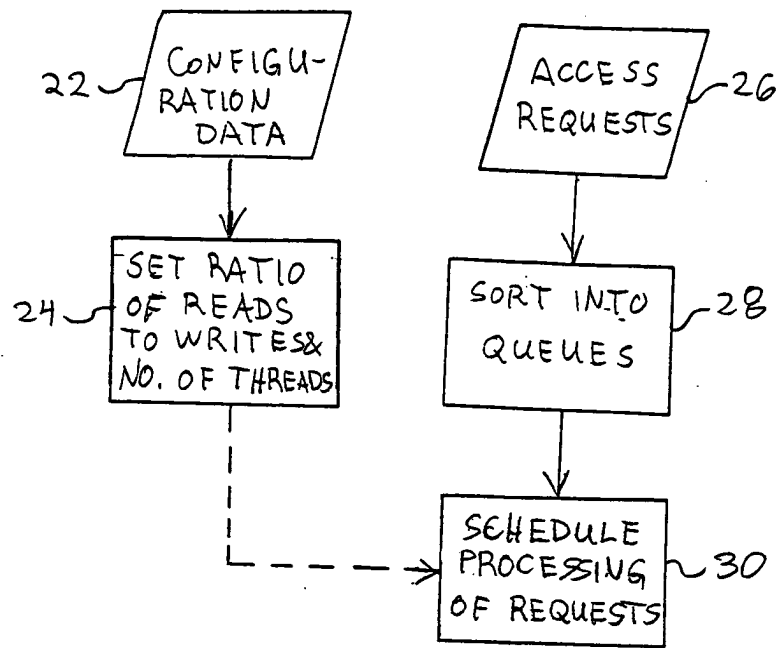 22
CONFIGU-
RATION
DATA
ACCESS
REQUESTS
26
24
SET RATIO
OF READS
TO WRITES&
NO. OF THREADS
SORT INTO
QUEUES
28
SCHEDULE
PROCESSING
OF REQUESTS
30